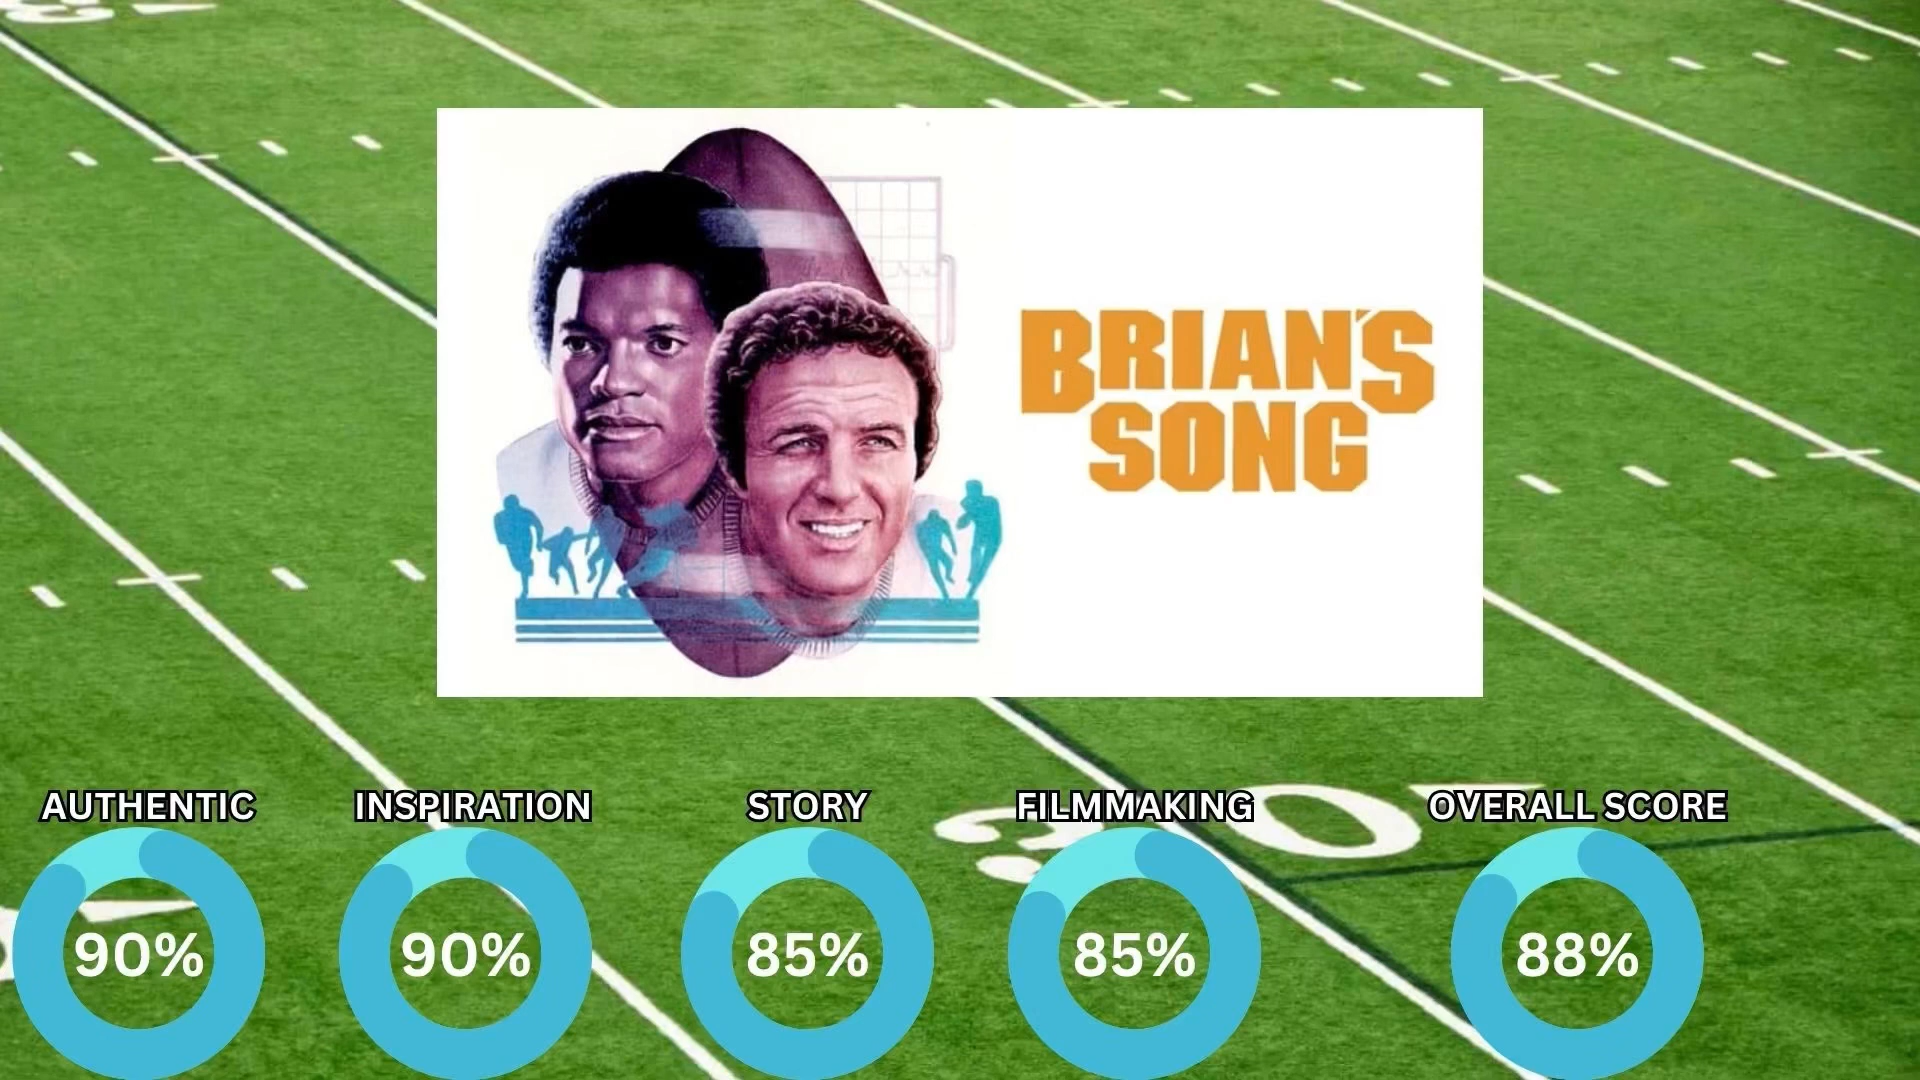 BRIAN'S
SONG
AUTHENTIC
INSPIRATION
STORY
FILMMAKING
OVERALL SCORE
90%
90%
85%
85%
88%